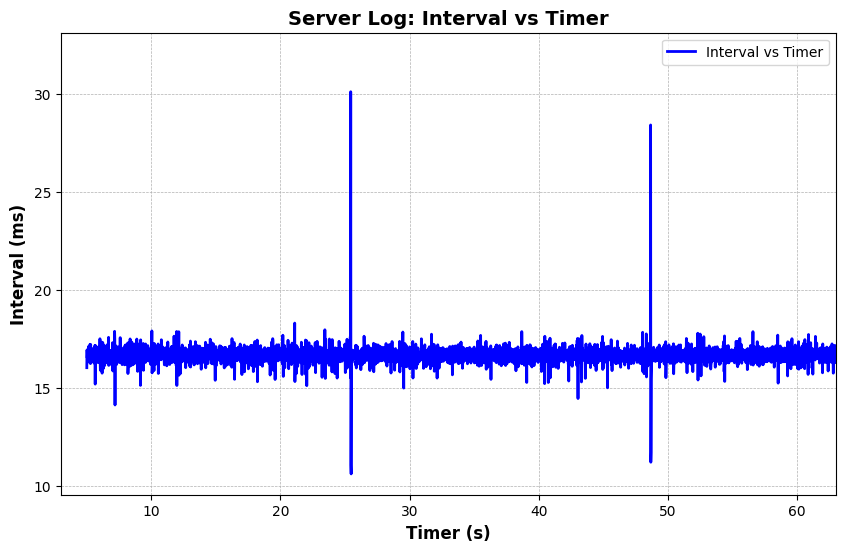 Server Log: Interval vs Timer
Interval vs Timer
30
25
20
15
10
Interval (ms)
10 20 30 40 50 60
Timer (s)